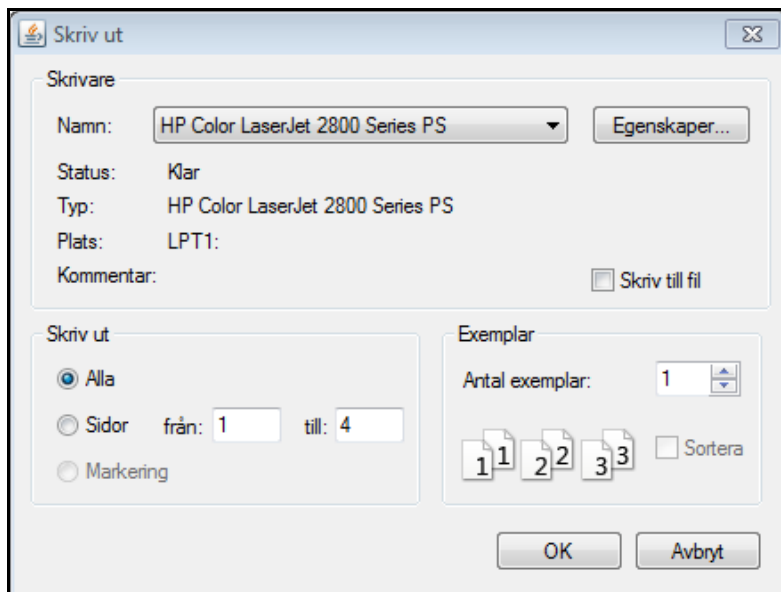 Skriv ut
Skrivare
Namn: HP Color LaserJet 2800 Series PS Egenskaper...
Status: Klar
Typ: HP Color LaserJet 2800 Series PS
Plats: LPT1:
Kommentar: Skriv till fil
Skriv ut
Alla
Sidor från: 1 till: 4
Markering
Exemplar
Antal exemplar: 1
1 1 2 2 3 3 Sortera
OK Avbryt